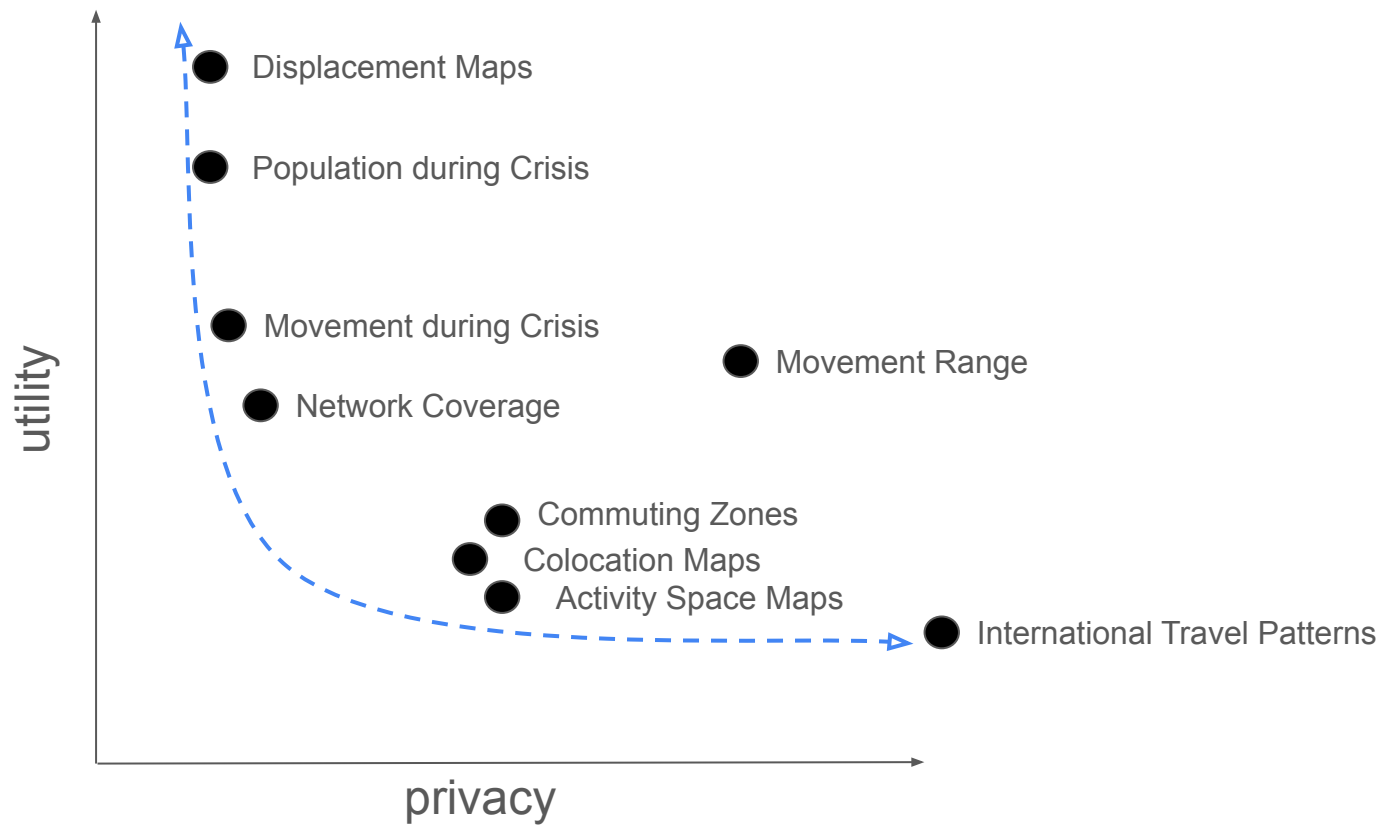 Displacement Maps
Population during Crisis
Movement during Crisis
Movement Range
Network Coverage
utility
Commuting Zones
Colocation Maps
Activity Space Maps
International Travel Patterns
privacy